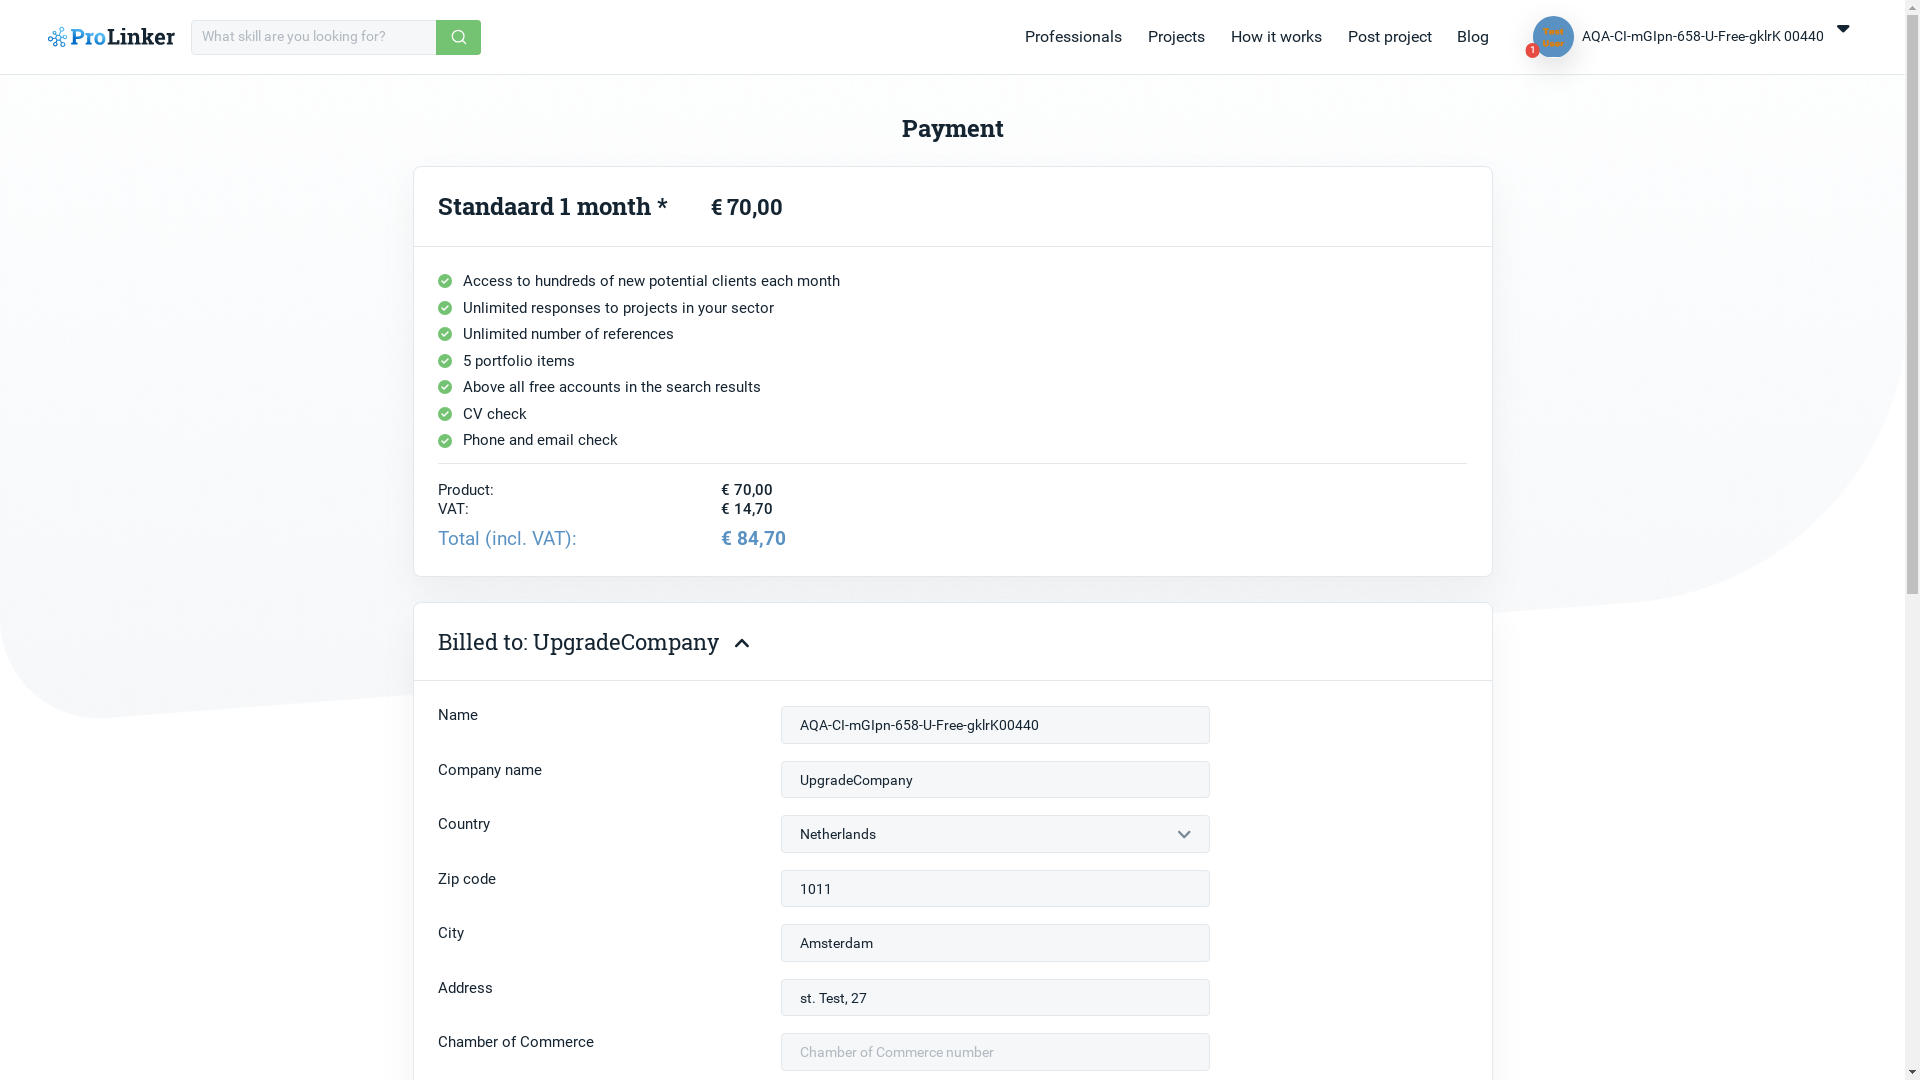 ProLinker
What skill are you looking for?
Professionals
Projects
How it works
Post project
Blog
Test
User
1
AQA-CI-mGIpn-658-U-Free-gklrK 00440
Payment
Standaard 1 month * € 70,00
Access to hundreds of new potential clients each month
Unlimited responses to projects in your sector
Unlimited number of references
5 portfolio items
Above all free accounts in the search results
CV check
Phone and email check
Product: € 70,00
VAT: € 14,70
Total (incl. VAT): € 84,70
Billed to: UpgradeCompany
Name AQA-CI-mGIpn-658-U-Free-gklrK00440
Company name UpgradeCompany
Country Netherlands
Zip code 1011
City Amsterdam
Address st. Test, 27
Chamber of Commerce Chamber of Commerce number